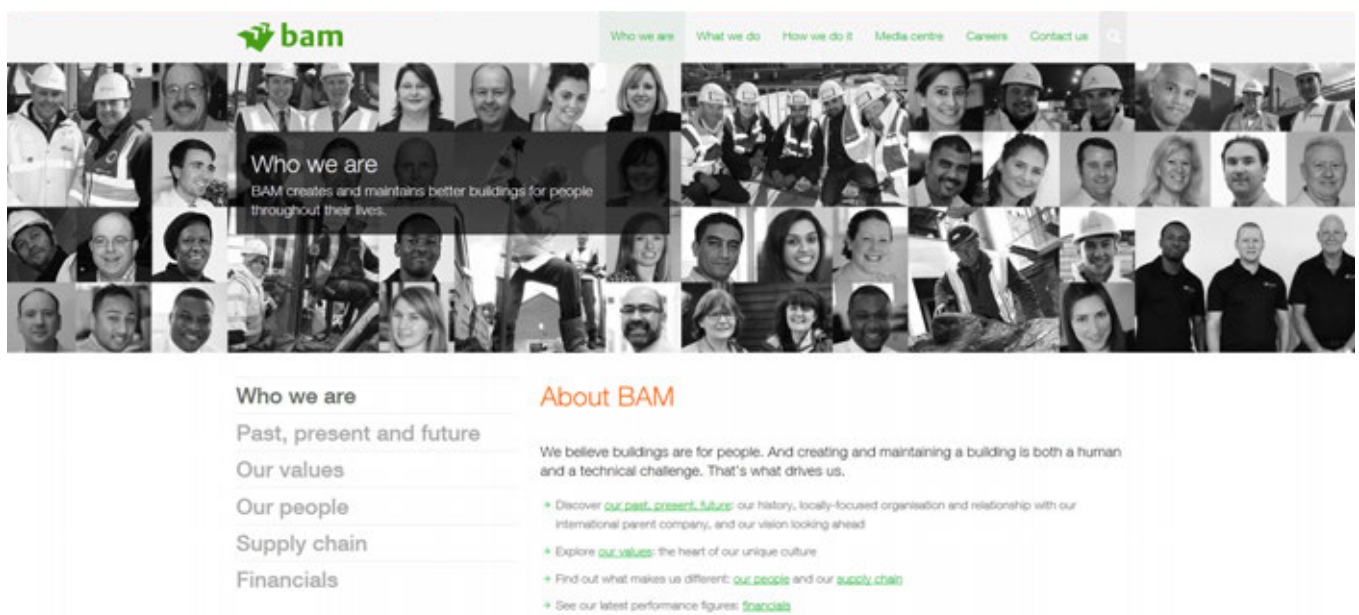 bam
Who we are What we do How we do it Media centre Careers Contact us
Who we are
BAM creates and maintains better buildings for people
throughout their lives.
Who we are
Past, present and future
Our values
Our people
Supply chain
Financials
About BAM
We believe buildings are for people. And creating and maintaining a building is both a human
and a technical challenge. That's what drives us.
→ Discover our past, present, future: our history, locally-focused organisation and relationship with our
international parent company, and our vision looking ahead
→ Explore our values: the heart of our unique culture
→ Find out what makes us different: our people and our supply chain
→ See our latest performance figures: financials